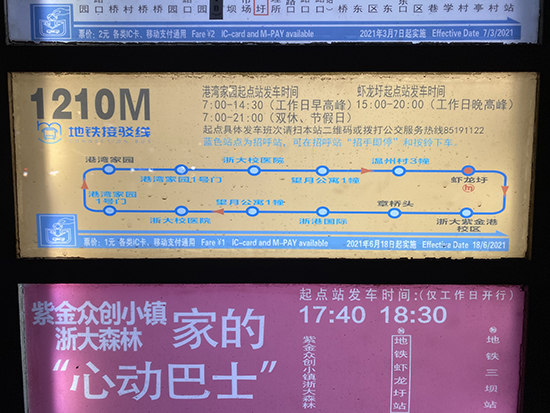 园 桥 村 桥 桥 坝 圩 理 路 路 桥 东 区 东 区 巷 学 村 亭 村 站
口 口 场 口 口 口
票价：2元 各类IC卡、移动支付通用 Fare ¥2 IC-card and M-PAY available 2021年3月7日起实施 Effective Date 7/3/2021
1210M
地铁接驳线
港湾家园起点站发车时间 虾龙圩起点站发车时间
7:00-14:30（工作日早高峰）15:00-20:00（工作日晚高峰）
7:00-21:00（双休、节假日）
起点具体发车班次请扫本站二维码或拨打公交服务热线85191122
蓝色站点为招呼站，可在招呼站“招手即停”和按铃下车.
港湾家园 浙大校医院 温州村3幢
港湾家园1号门 望月公寓1幢 虾龙圩
港湾家园 望月公寓1幢 章桥头
1号门 浙大校医院 浙港国际 浙大紫金港
校区
票价：1元 各类IC卡、移动支付通用 Fare ¥1 IC-card and M-PAY available 2021年6月18日起实施 Effective Date 18/6/2021
紫金众创小镇
浙大森林
家的
“心动巴士”
起点站发车时间：(仅工作日开行)
17:40 18:30
紫金众创小镇浙大森林
地铁虾龙圩站
地铁三坝站